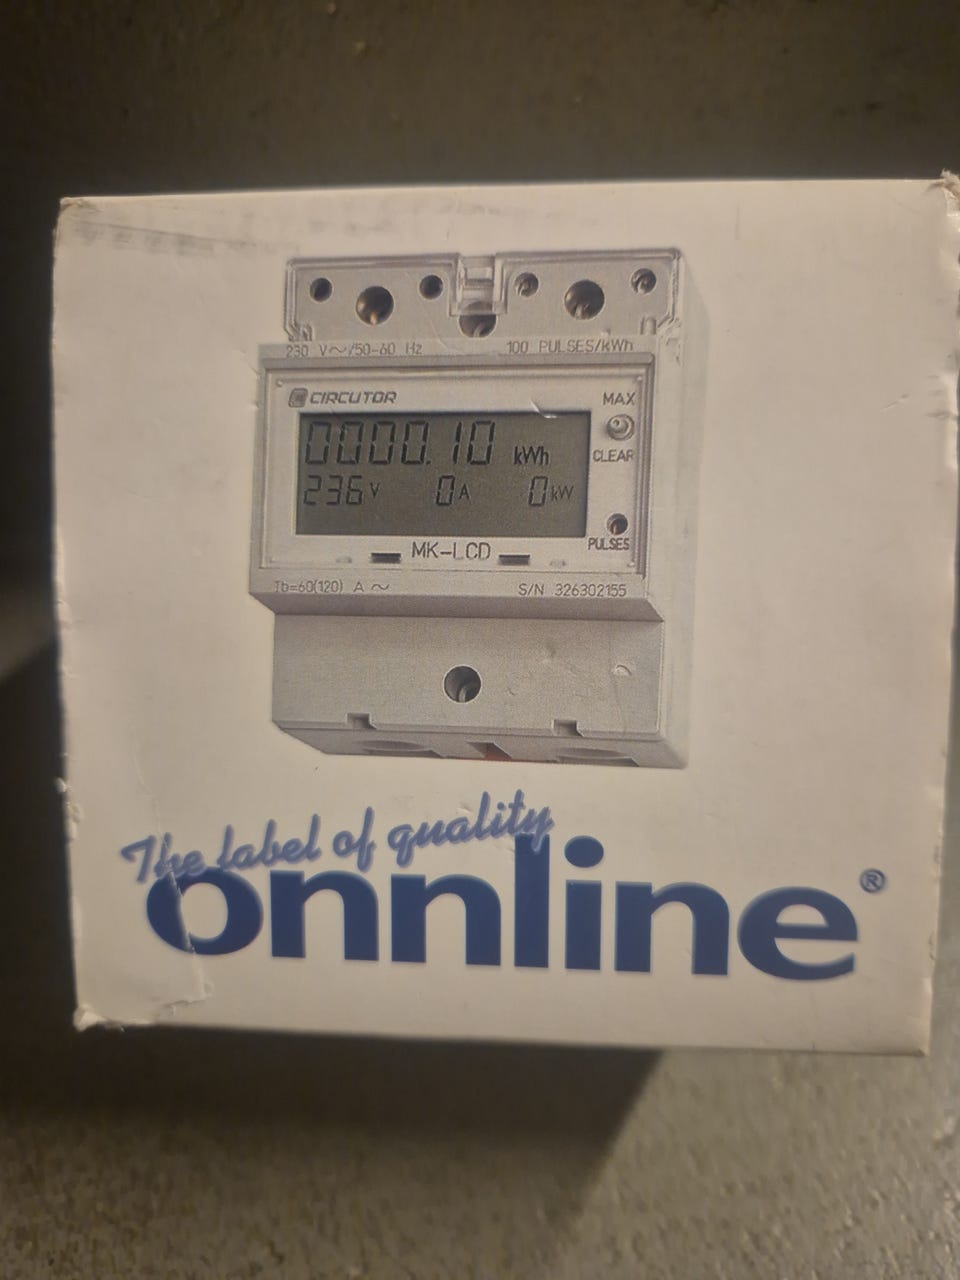 230 V～/50-60 Hz 100 PULSES/kWh
CIRCUTOR MAX
0000.10 kWh
CLEAR
236 V 0 A 0 kW
PULSES
MK-LCD
Ib=60(120) A ～ S/N 326302155
The label of quality
onnline®